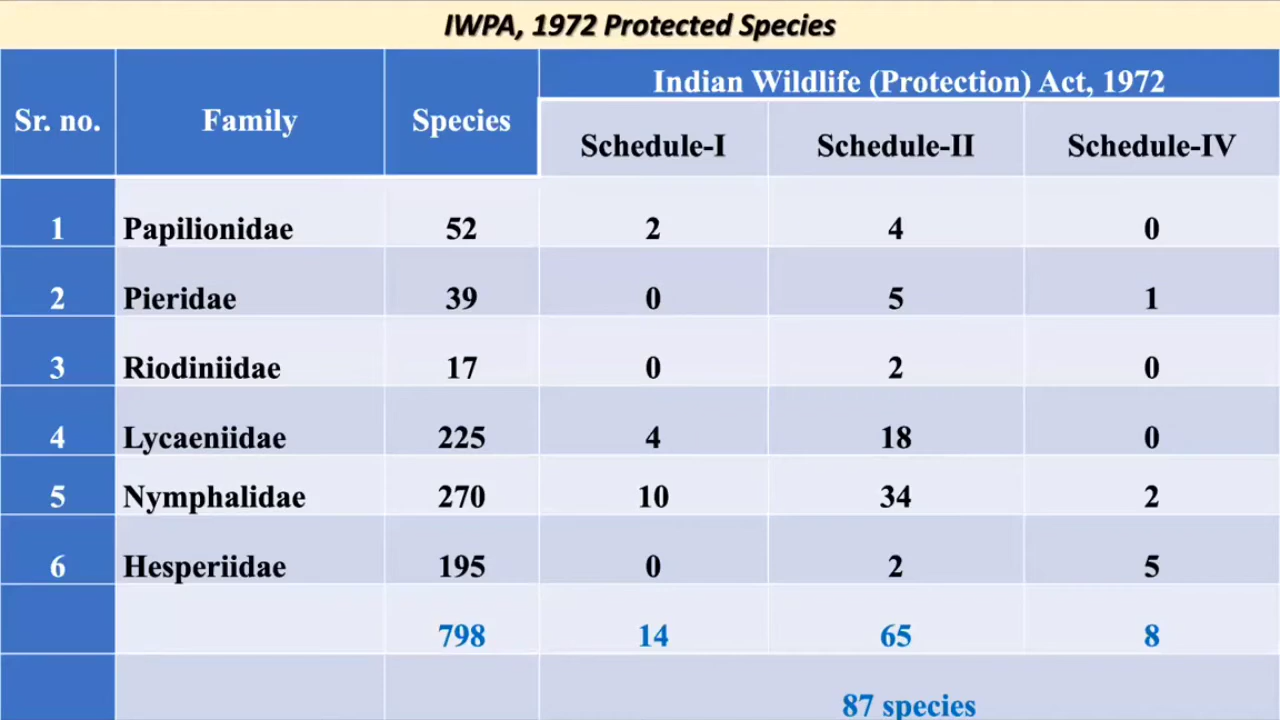 IWPA, 1972 Protected Species
Sr. no. Family Species Indian Wildlife (Protection) Act, 1972
Schedule-I Schedule-II Schedule-IV
1 Papilionidae 52 2 4 0
2 Pieridae 39 0 5 1
3 Riodiniidae 17 0 2 0
4 Lycaeniidae 225 4 18 0
5 Nymphalidae 270 10 34 2
6 Hesperiidae 195 0 2 5
798 14 65 8
87 species